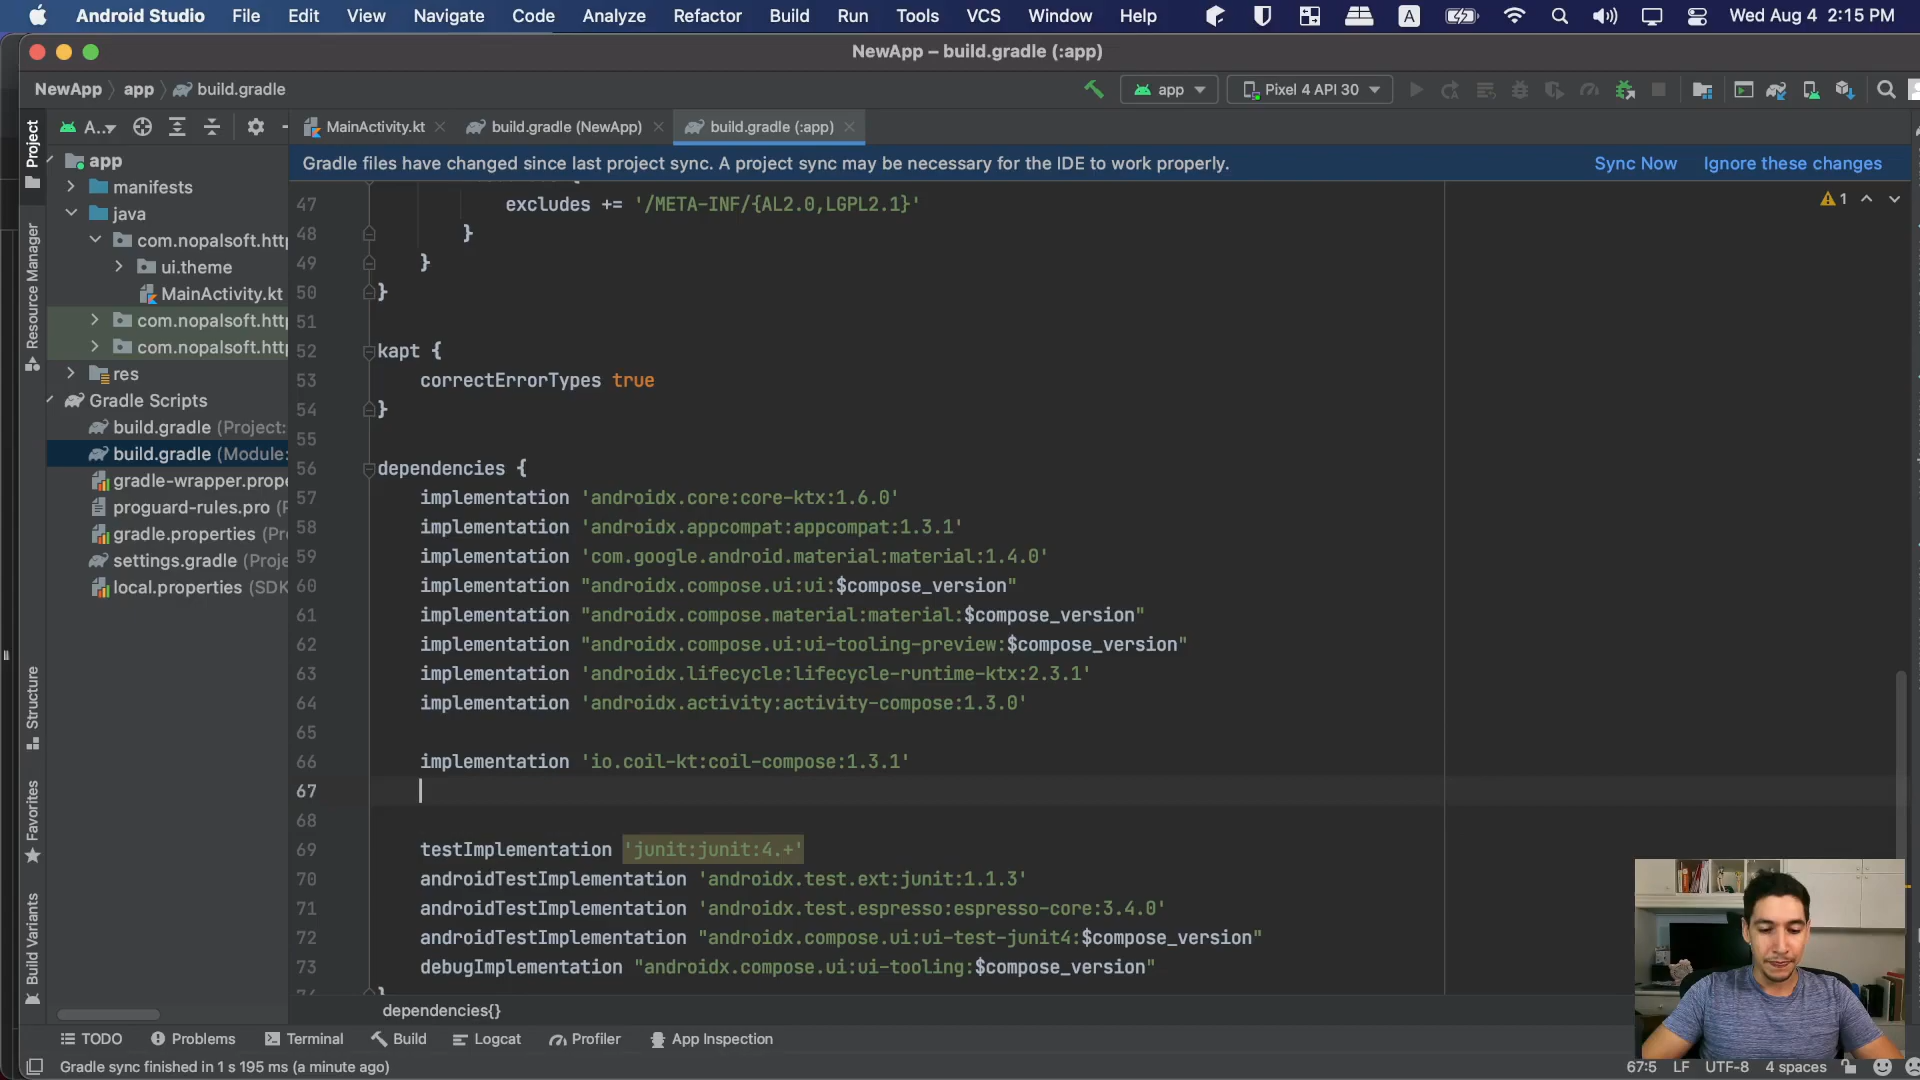 Android Studio File Edit View Navigate Code Analyze Refactor Build Run Tools VCS Window Help A Wed Aug 4 2:15 PM
NewApp – build.gradle (:app)
NewApp app build.gradle app Pixel 4 API 30
A.. MainActivity.kt build.gradle (NewApp) build.gradle (:app)
Gradle files have changed since last project sync. A project sync may be necessary for the IDE to work properly. Sync Now Ignore these changes
Project
Resource Manager
Structure
Favorites
Build Variants
app
manifests
java
com.nopalsoft.http
ui.theme
MainActivity.kt
com.nopalsoft.http
com.nopalsoft.http
res
Gradle Scripts
build.gradle (Project:
build.gradle (Module:
gradle-wrapper.prope
proguard-rules.pro (P
gradle.properties (Pro
settings.gradle (Proje
local.properties (SDK
1
{
47 excludes += '/META-INF/{AL2.0,LGPL2.1}'
48 }
49 }
50 }
51
52 kapt {
53 correctErrorTypes true
54 }
55
56 dependencies {
57 implementation 'androidx.core:core-ktx:1.6.0'
58 implementation 'androidx.appcompat:appcompat:1.3.1'
59 implementation 'com.google.android.material:material:1.4.0'
60 implementation "androidx.compose.ui:ui:$compose_version"
61 implementation "androidx.compose.material:material:$compose_version"
62 implementation "androidx.compose.ui:ui-tooling-preview:$compose_version"
63 implementation 'androidx.lifecycle:lifecycle-runtime-ktx:2.3.1'
64 implementation 'androidx.activity:activity-compose:1.3.0'
65
66 implementation 'io.coil-kt:coil-compose:1.3.1'
67
68
69 testImplementation 'junit:junit:4.+'
70 androidTestImplementation 'androidx.test.ext:junit:1.1.3'
71 androidTestImplementation 'androidx.test.espresso:espresso-core:3.4.0'
72 androidTestImplementation "androidx.compose.ui:ui-test-junit4:$compose_version"
73 debugImplementation "androidx.compose.ui:ui-tooling:$compose_version"
74 }
dependencies{}
TODO Problems Terminal Build Logcat Profiler App Inspection
Gradle sync finished in 1 s 195 ms (a minute ago) 67:5 LF UTF-8 4 spaces